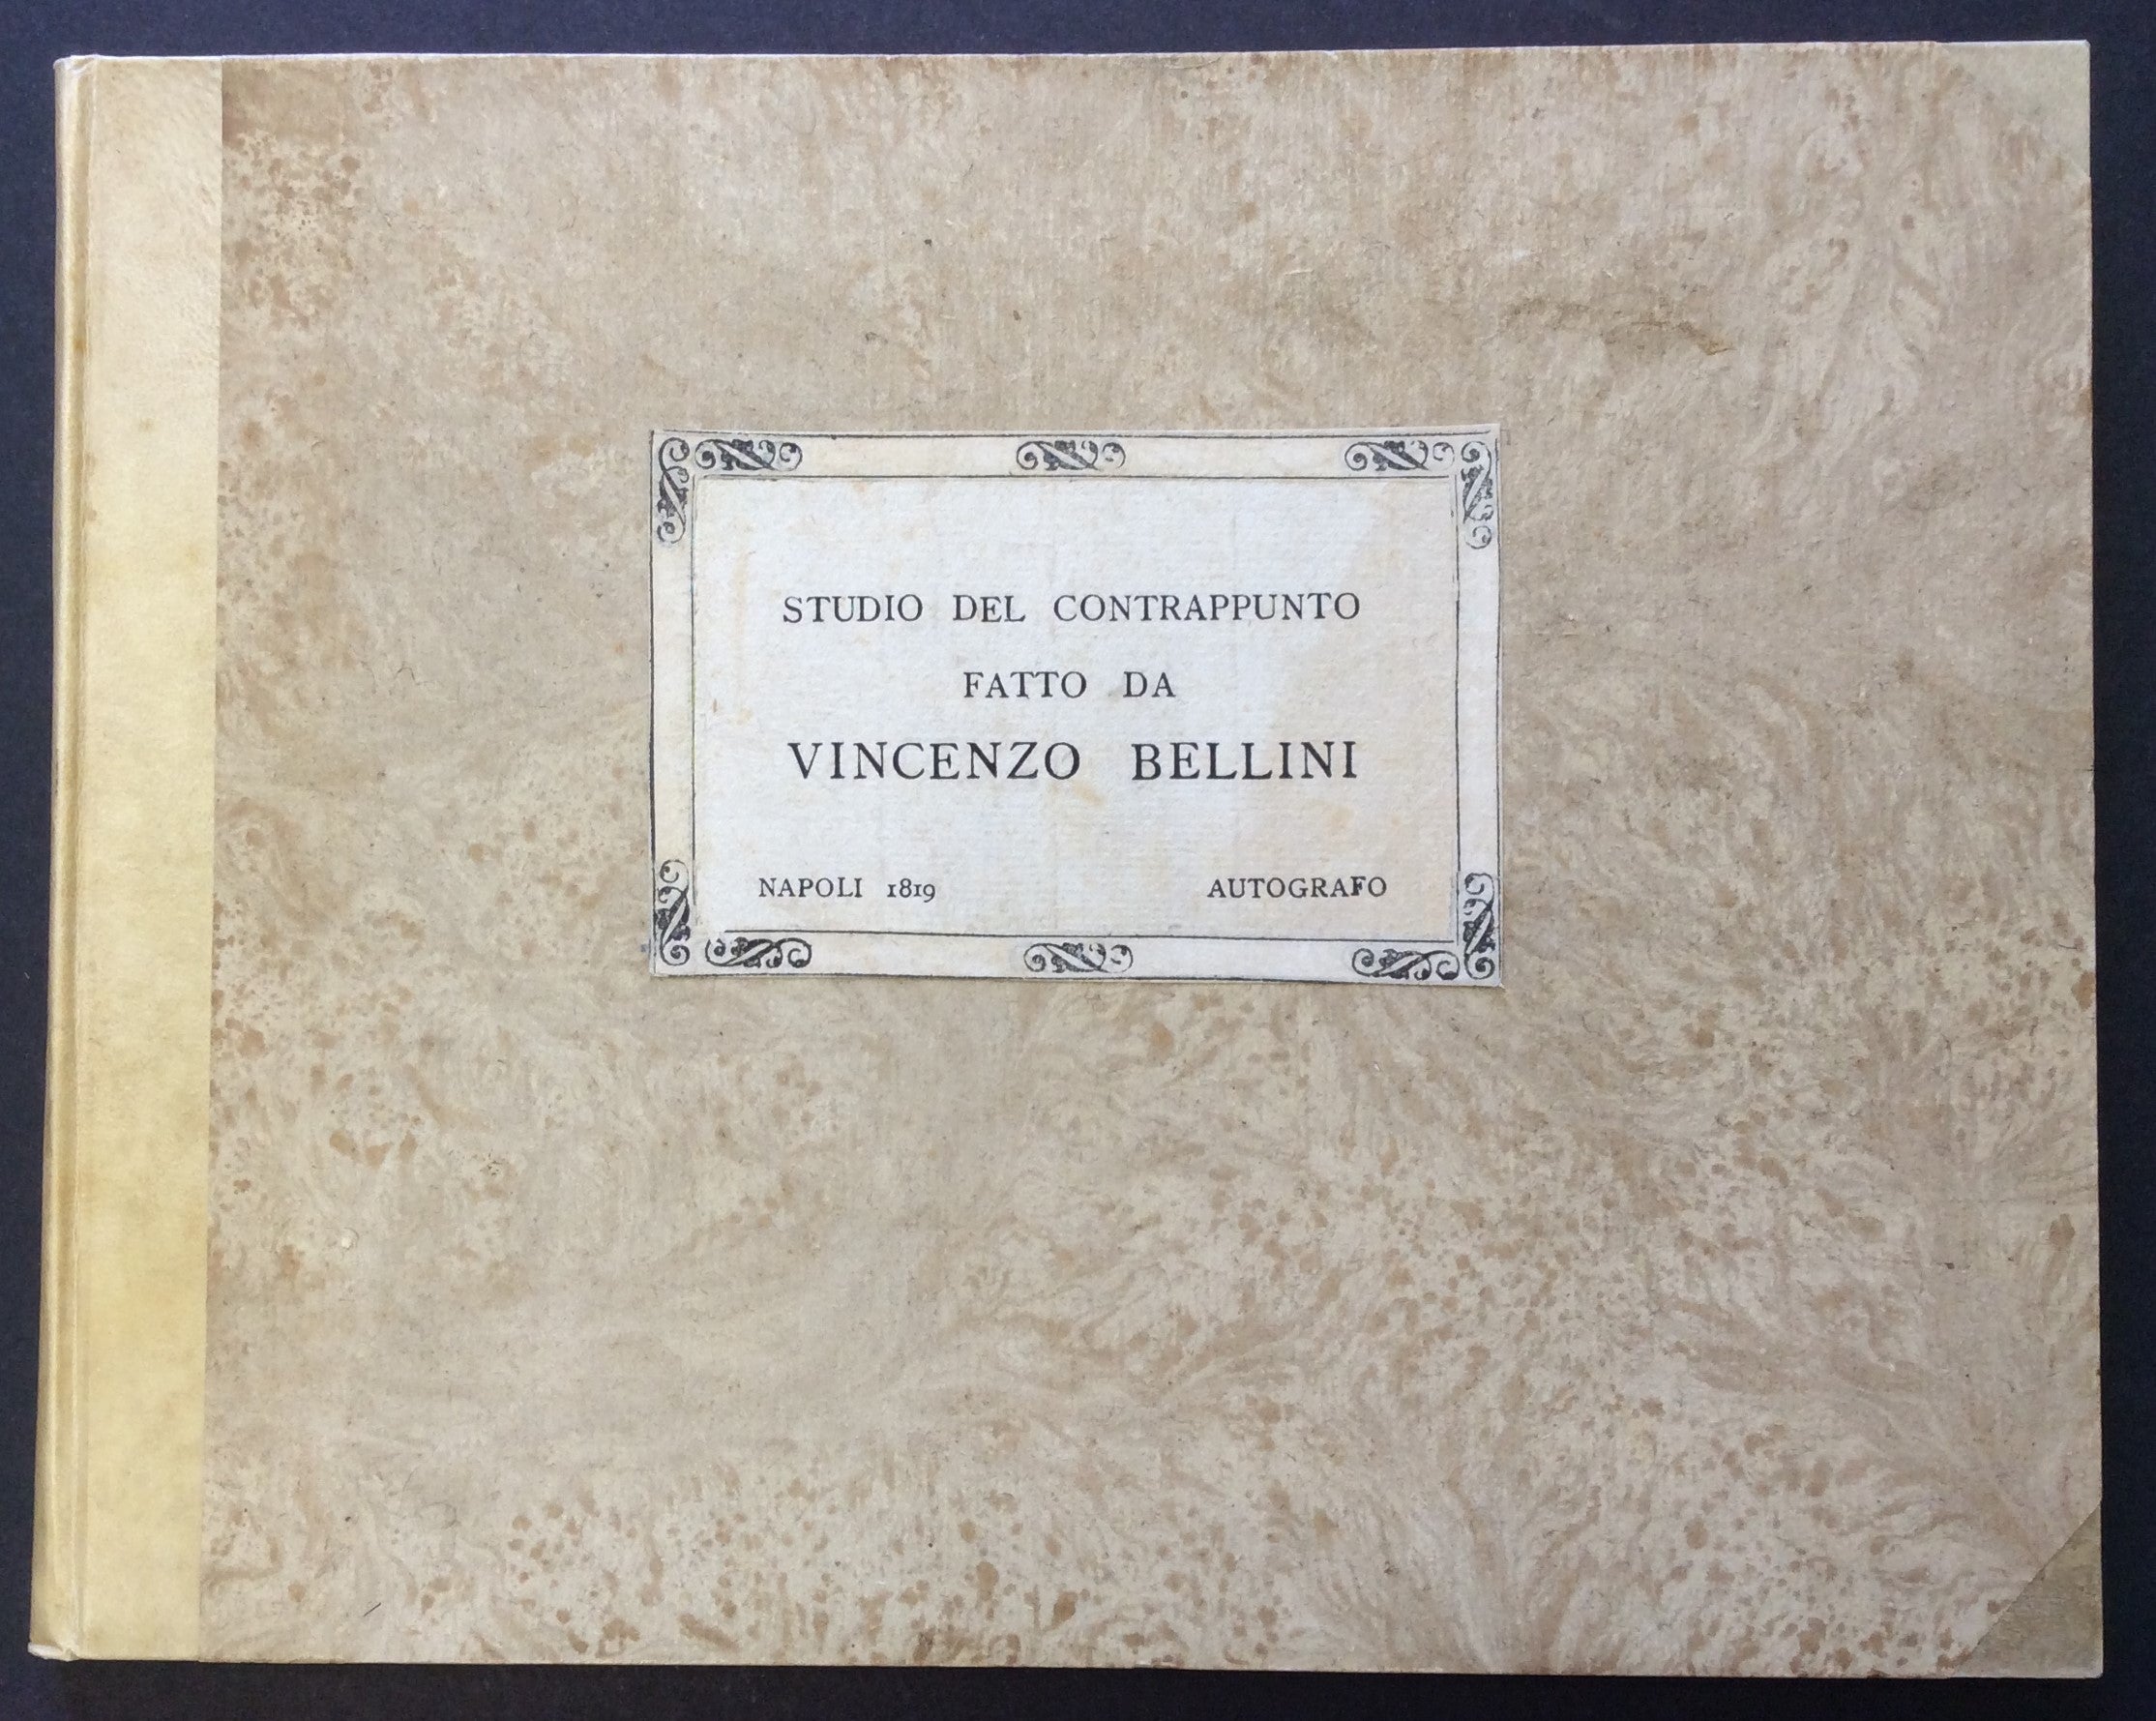 STUDIO DEL CONTRAPPUNTO
FATTO DA
VINCENZO BELLINI
NAPOLI 1819 AUTOGRAFO